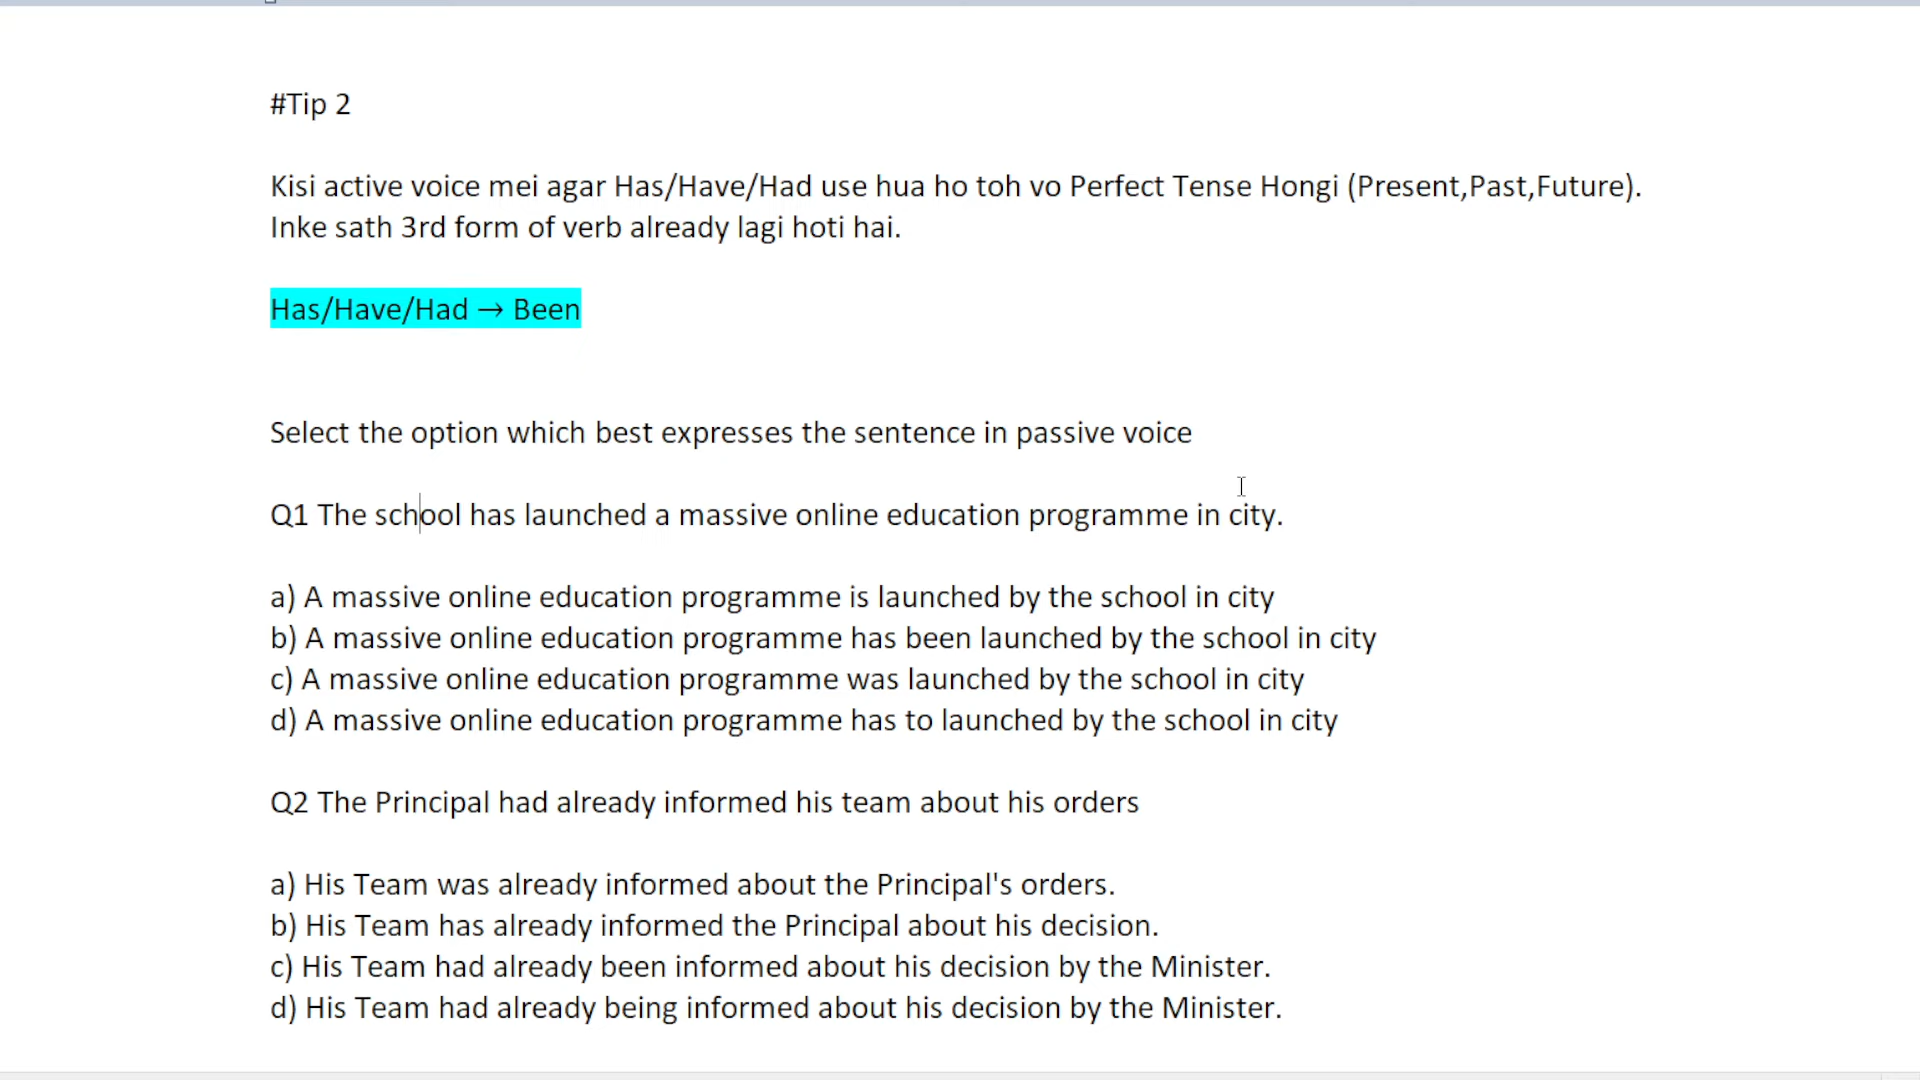 #Tip 2
Kisi active voice mei agar Has/Have/Had use hua ho toh vo Perfect Tense Hongi (Present,Past,Future).
Inke sath 3rd form of verb already lagi hoti hai.
Has/Have/Had → Been
Select the option which best expresses the sentence in passive voice
Q1 The school has launched a massive online education programme in city.
a) A massive online education programme is launched by the school in city
b) A massive online education programme has been launched by the school in city
c) A massive online education programme was launched by the school in city
d) A massive online education programme has to launched by the school in city
Q2 The Principal had already informed his team about his orders
a) His Team was already informed about the Principal's orders.
b) His Team has already informed the Principal about his decision.
c) His Team had already been informed about his decision by the Minister.
d) His Team had already being informed about his decision by the Minister.